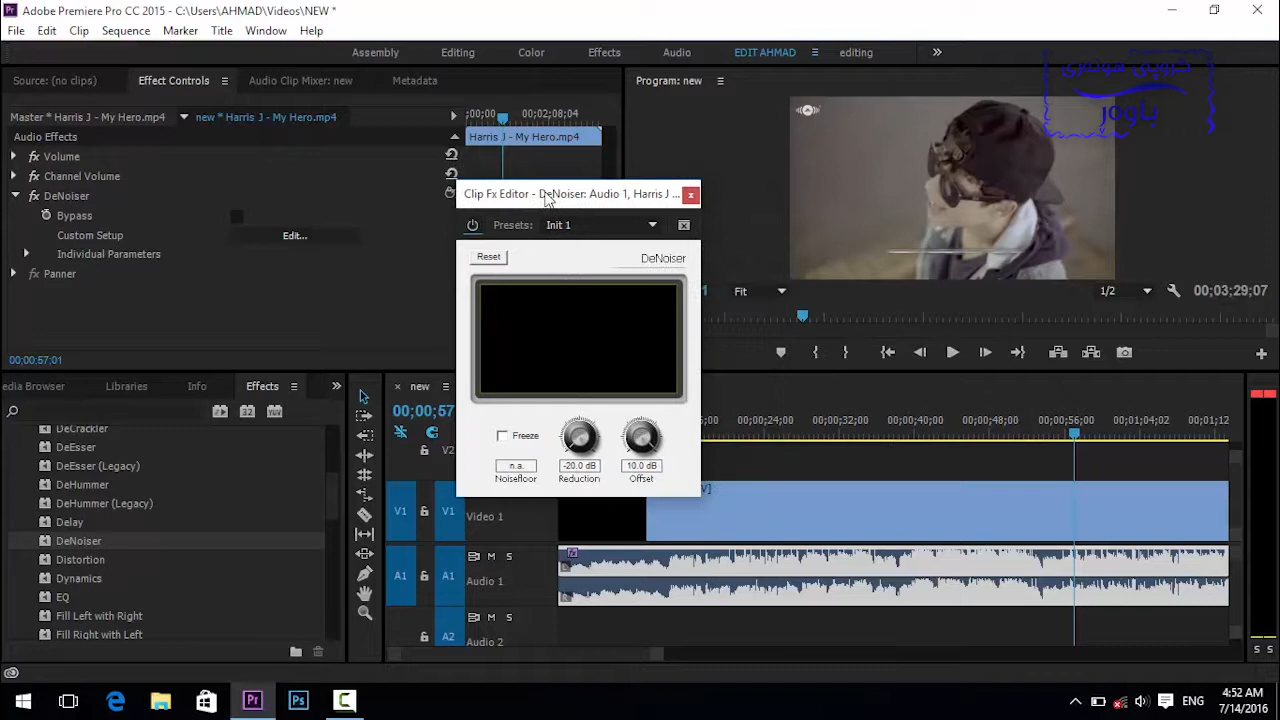 Adobe Premiere Pro CC 2015 - C:\Users\AHMAD\Videos\NEW *
File Edit Clip Sequence Marker Title Window Help
Assembly Editing Color Effects Audio EDIT AHMAD editing
Source: (no clips) Effect Controls Audio Clip Mixer: new Metadata Program: new
گروپی هونەری
باوەڕ
Master * Harris J - My Hero.mp4 new * Harris J - My Hero.mp4 ;00;00 00;02;08;04
Audio Effects Harris J - My Hero.mp4
fx Volume
fx Channel Volume
fx DeNoiser
Bypass
Custom Setup Edit...
Individual Parameters
fx Panner
00;00;57;01
Clip Fx Editor - DeNoiser: Audio 1, Harris J ...
Presets: Init 1
Reset DeNoiser
Freeze
n.a. -20.0 dB 10.0 dB
Noisefloor Reduction Offset
1 Fit 1/2 00;03;29;07
edia Browser Libraries Info Effects
DeCrackler
DeEsser
DeEsser (Legacy)
DeHummer
DeHummer (Legacy)
Delay
DeNoiser
Distortion
Dynamics
EQ
Fill Left with Right
Fill Right with Left
new
00;00;57
16;00 00;00;24;00 00;00;32;00 00;00;40;00 00;00;48;00 00;00;56;00 00;01;04;02 00;01;12
V2
V1 V1 Video 1 V]
A1 A1 M S Audio 1 fx L R
A2 M S Audio 2
S S
Pr Ps ENG 4:52 AM
7/14/2016